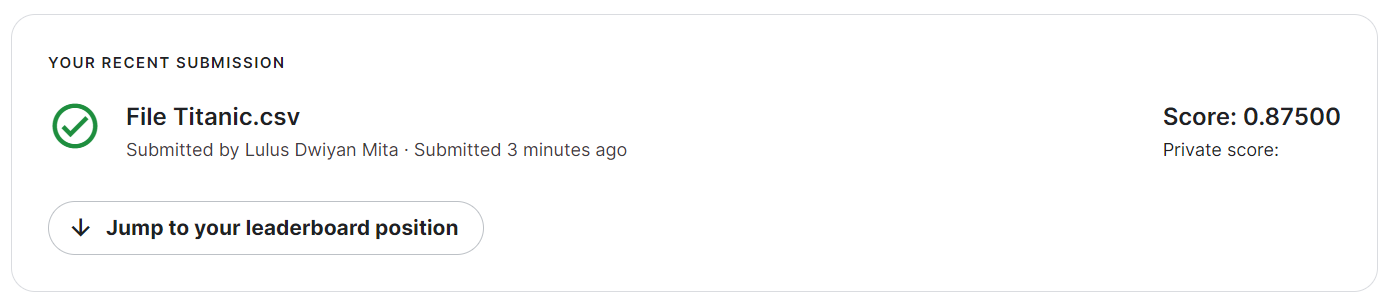 YOUR RECENT SUBMISSION
File Titanic.csv
Score: 0.87500
Submitted by Lulus Dwiyan Mita · Submitted 3 minutes ago
Private score:
Jump to your leaderboard position